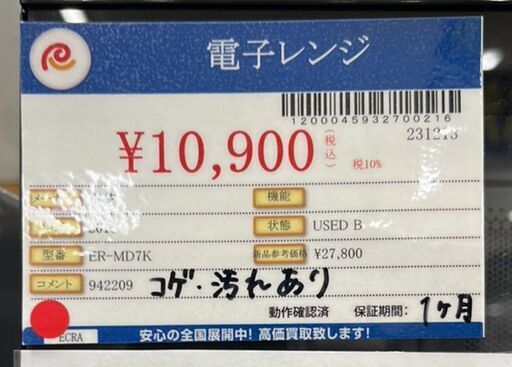 電子レンジ
1200045932700216
231213
¥10,900 (税込) 税10%
機能
状態 USED B
型番 ER-MD7K 新品参考価格 ¥27,800
コメント 942209 コゲ・汚れあり
動作確認済 保証期間: 1ヶ月
ECRA 安心の全国展開中! 高価買取致します!